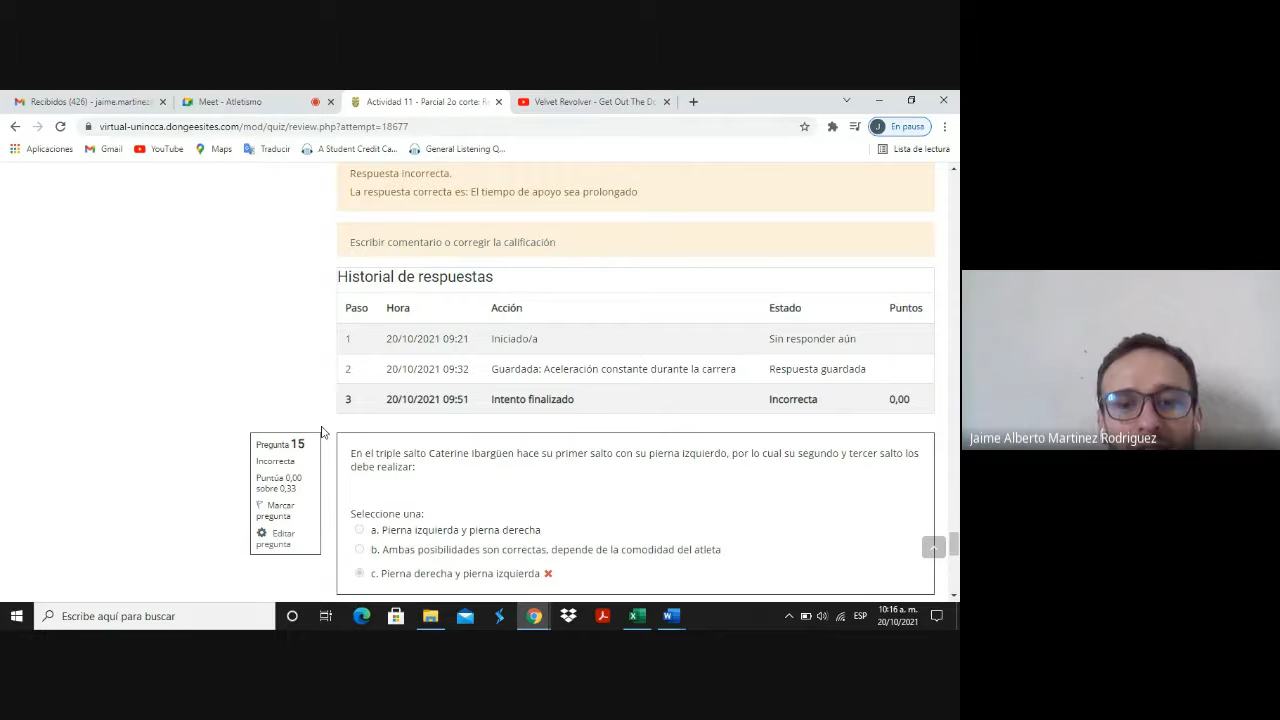 Recibidos (426) - jaime.martinez
Meet - Atletismo
Actividad 11 - Parcial 2o corte: Re
Velvet Revolver - Get Out The Do
virtual-unincca.dongeesites.com/mod/quiz/review.php?attempt=18677
J
En pausa
Aplicaciones
Gmail
YouTube
Maps
Traducir
A Student Credit Ca...
General Listening Q...
Lista de lectura
Respuesta incorrecta.
La respuesta correcta es: El tiempo de apoyo sea prolongado
Escribir comentario o corregir la calificación
Historial de respuestas
Paso Hora Acción Estado Puntos
1 20/10/2021 09:21 Iniciado/a Sin responder aún
2 20/10/2021 09:32 Guardada: Aceleración constante durante la carrera Respuesta guardada
3 20/10/2021 09:51 Intento finalizado Incorrecta 0,00
Pregunta 15
Incorrecta
Puntúa 0,00
sobre 0,33
Marcar
pregunta
Editar
pregunta
En el triple salto Caterine Ibargüen hace su primer salto con su pierna izquierdo, por lo cual su segundo y tercer salto los
debe realizar:
Seleccione una:
a. Pierna izquierda y pierna derecha
b. Ambas posibilidades son correctas, depende de la comodidad del atleta
c. Pierna derecha y pierna izquierda
Jaime Alberto Martinez Rodriguez
Escribe aquí para buscar
ESP
10:16 a. m.
20/10/2021